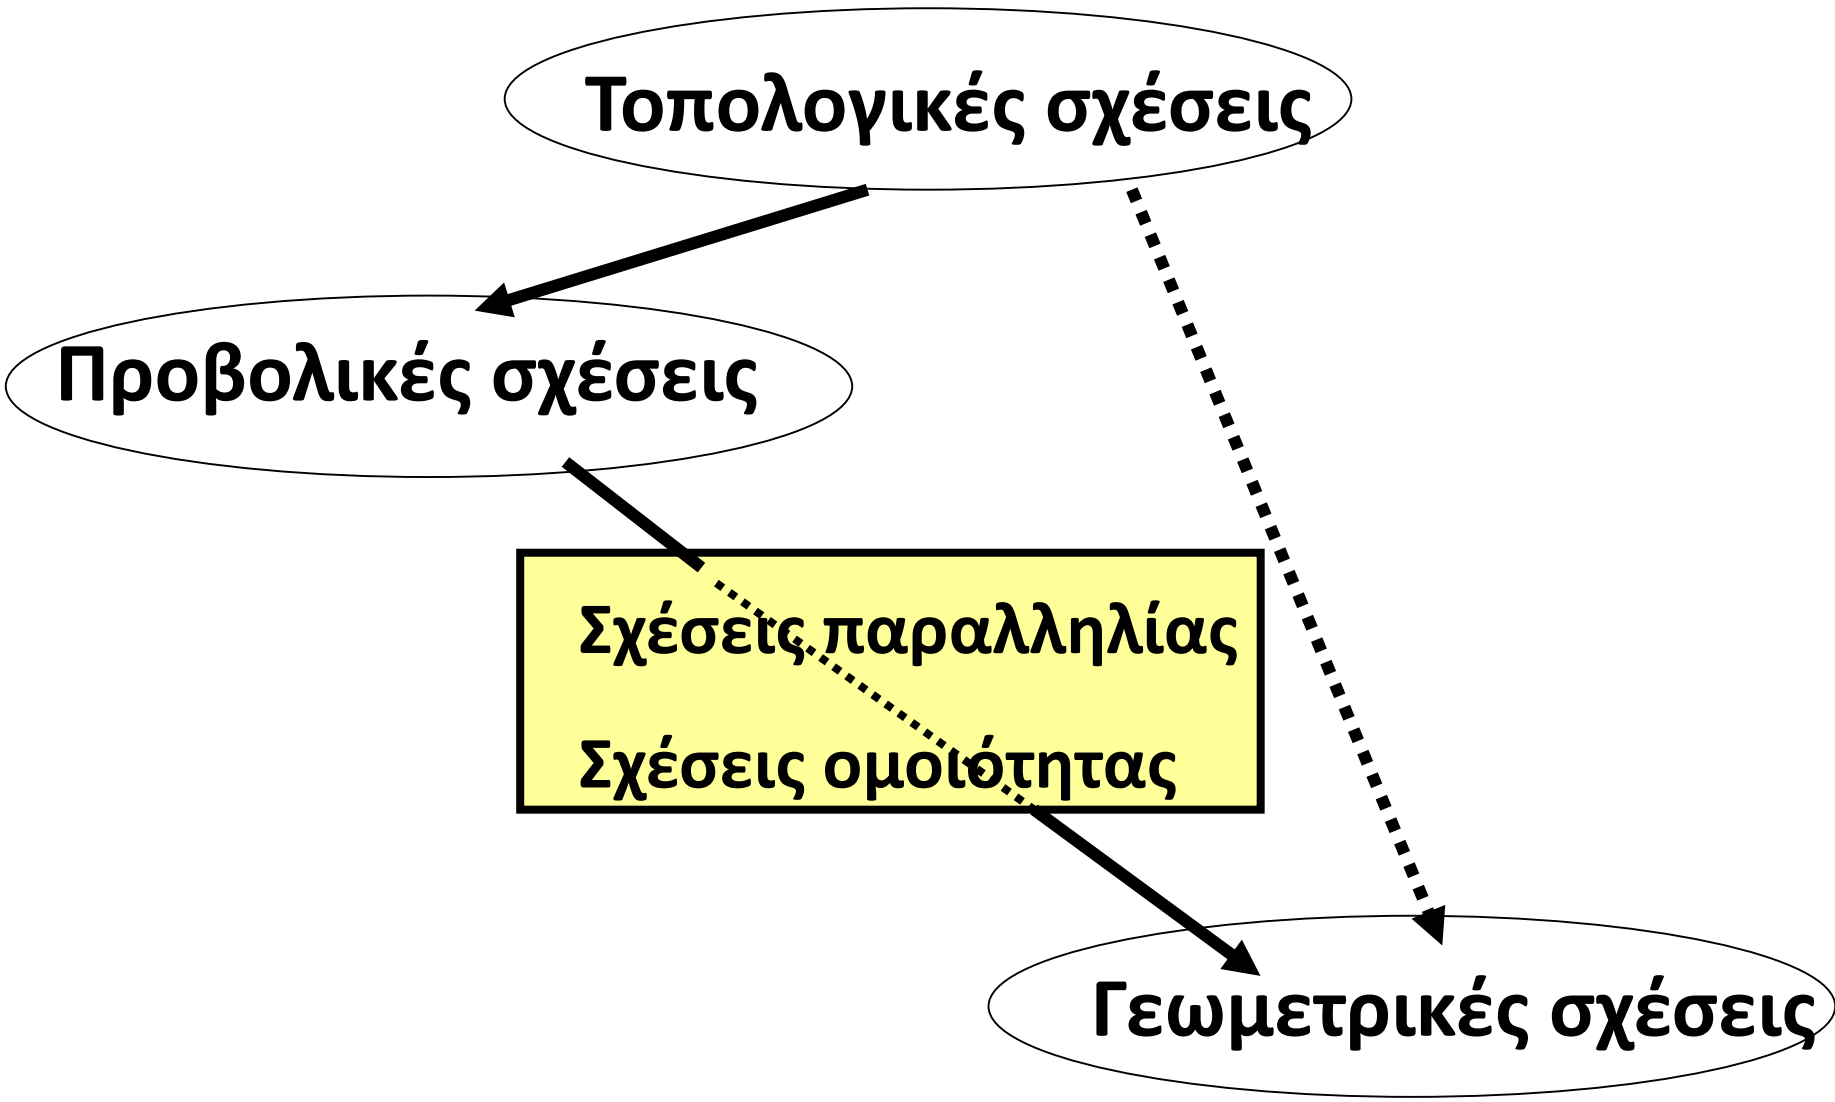 Τοπολογικές σχέσεις
Προβολικές σχέσεις
Σχέσεις παραλληλίας
Σχέσεις ομοιότητας
Γεωμετρικές σχέσεις